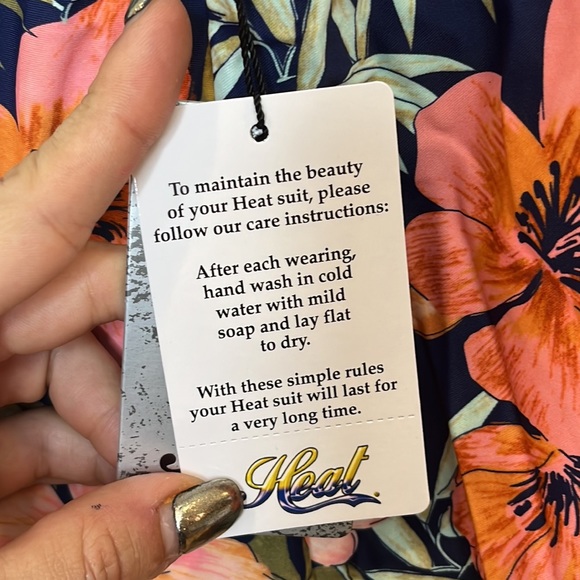 To maintain the beauty
of your Heat suit, please
follow our care instructions:
After each wearing,
hand wash in cold
water with mild
soap and lay flat
to dry.
With these simple rules
your Heat suit will last for
a very long time.
Heat